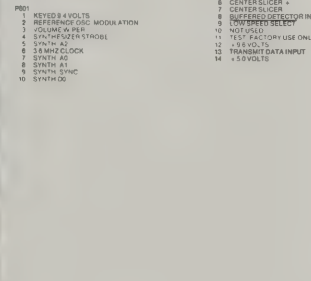 P801
1 KEYED 9.4 VOLTS
2 REFERENCE OSC MODULATION
3 VOLUME WIPER
4 SYNTHESIZER STROBE
5 SYNTH A2
6 3.6 MHZ CLOCK
7 SYNTH A0
8 SYNTH A1
9 SYNTH SYNC
10 SYNTH D0
6 CENTER SLICER +
7 CENTER SLICER
8 BUFFERED DETECTOR IN
9 LOW SPEED SELECT
10 NOT USED
11 TEST FACTORY USE ONL
12 + 9.6 VOLTS
13 TRANSMIT DATA INPUT
14 + 5.0 VOLTS